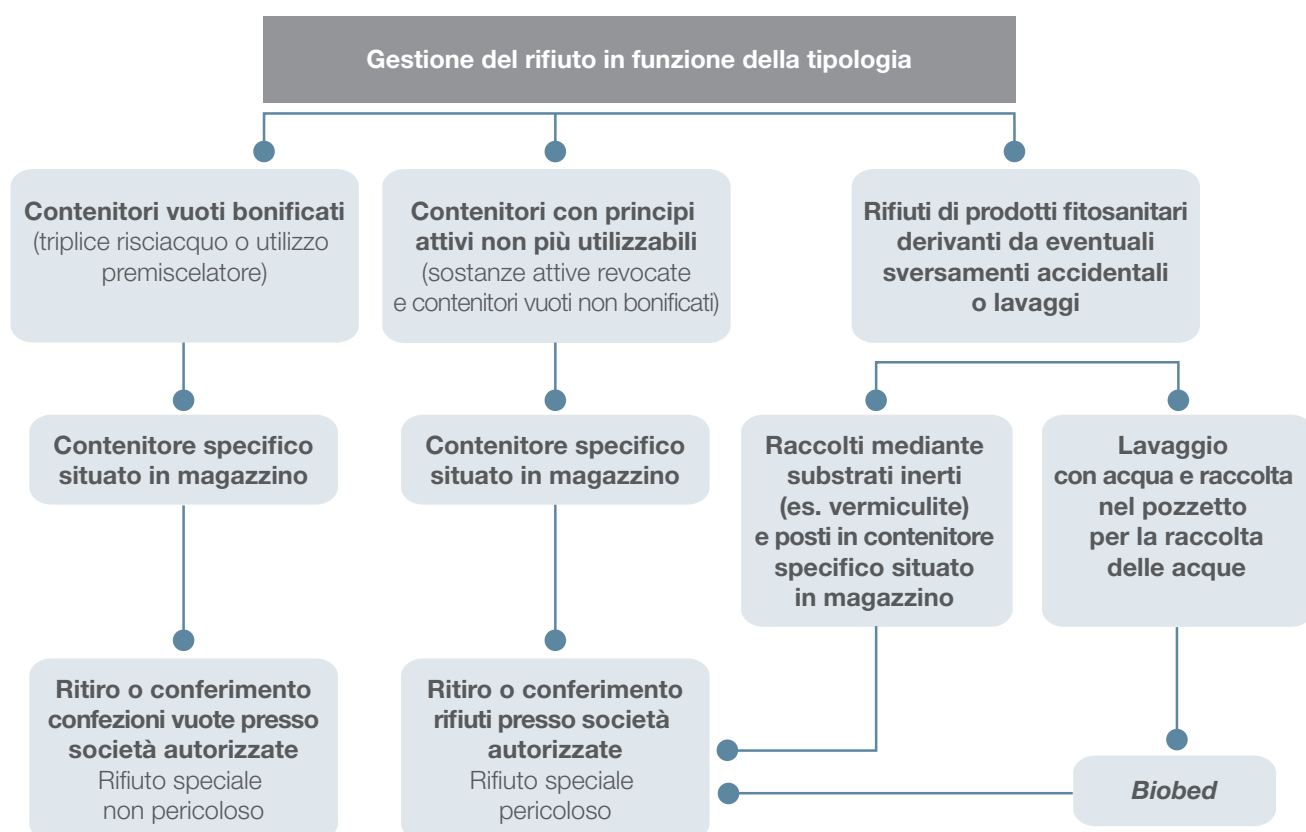 Gestione del rifiuto in funzione della tipologia
Contenitori vuoti bonificati
(triplice risciacquo o utilizzo
premiscelatore)
Contenitori con principi
attivi non più utilizzabili
(sostanze attive revocate
e contenitori vuoti non bonificati)
Rifiuti di prodotti fitosanitari
derivanti da eventuali
sversamenti accidentali
o lavaggi
Contenitore specifico
situato in magazzino
Contenitore specifico
situato in magazzino
Raccolti mediante
substrati inerti
(es. vermiculite)
e posti in contenitore
specifico situato
in magazzino
Lavaggio
con acqua e raccolta
nel pozzetto
per la raccolta
delle acque
Ritiro o conferimento
confezioni vuote presso
società autorizzate
Rifiuto speciale
non pericoloso
Ritiro o conferimento
rifiuti presso società
autorizzate
Rifiuto speciale
pericoloso
Biobed